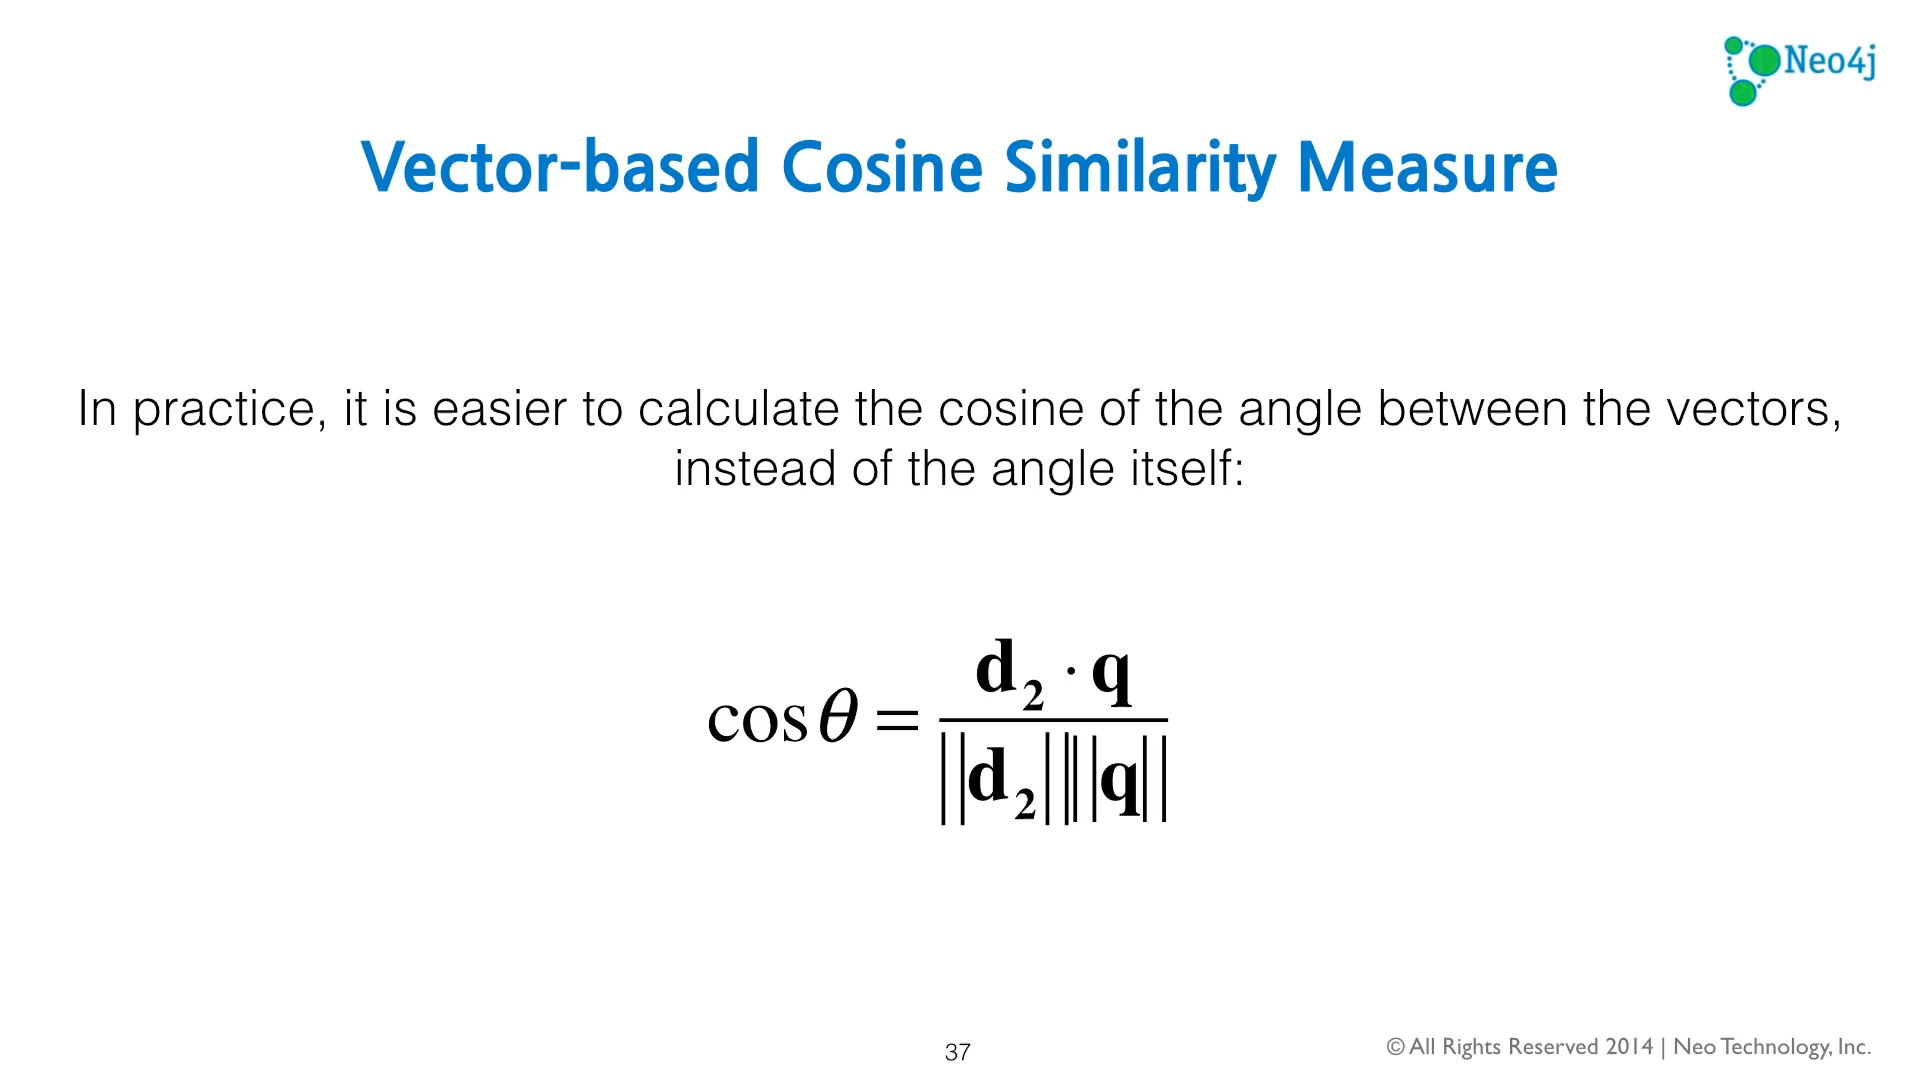 Neo4j
Vector-based Cosine Similarity Measure
In practice, it is easier to calculate the cosine of the angle between the vectors,
instead of the angle itself:
cos θ = d₂ · q / ||d₂|| ||q||
37
© All Rights Reserved 2014 | Neo Technology, Inc.